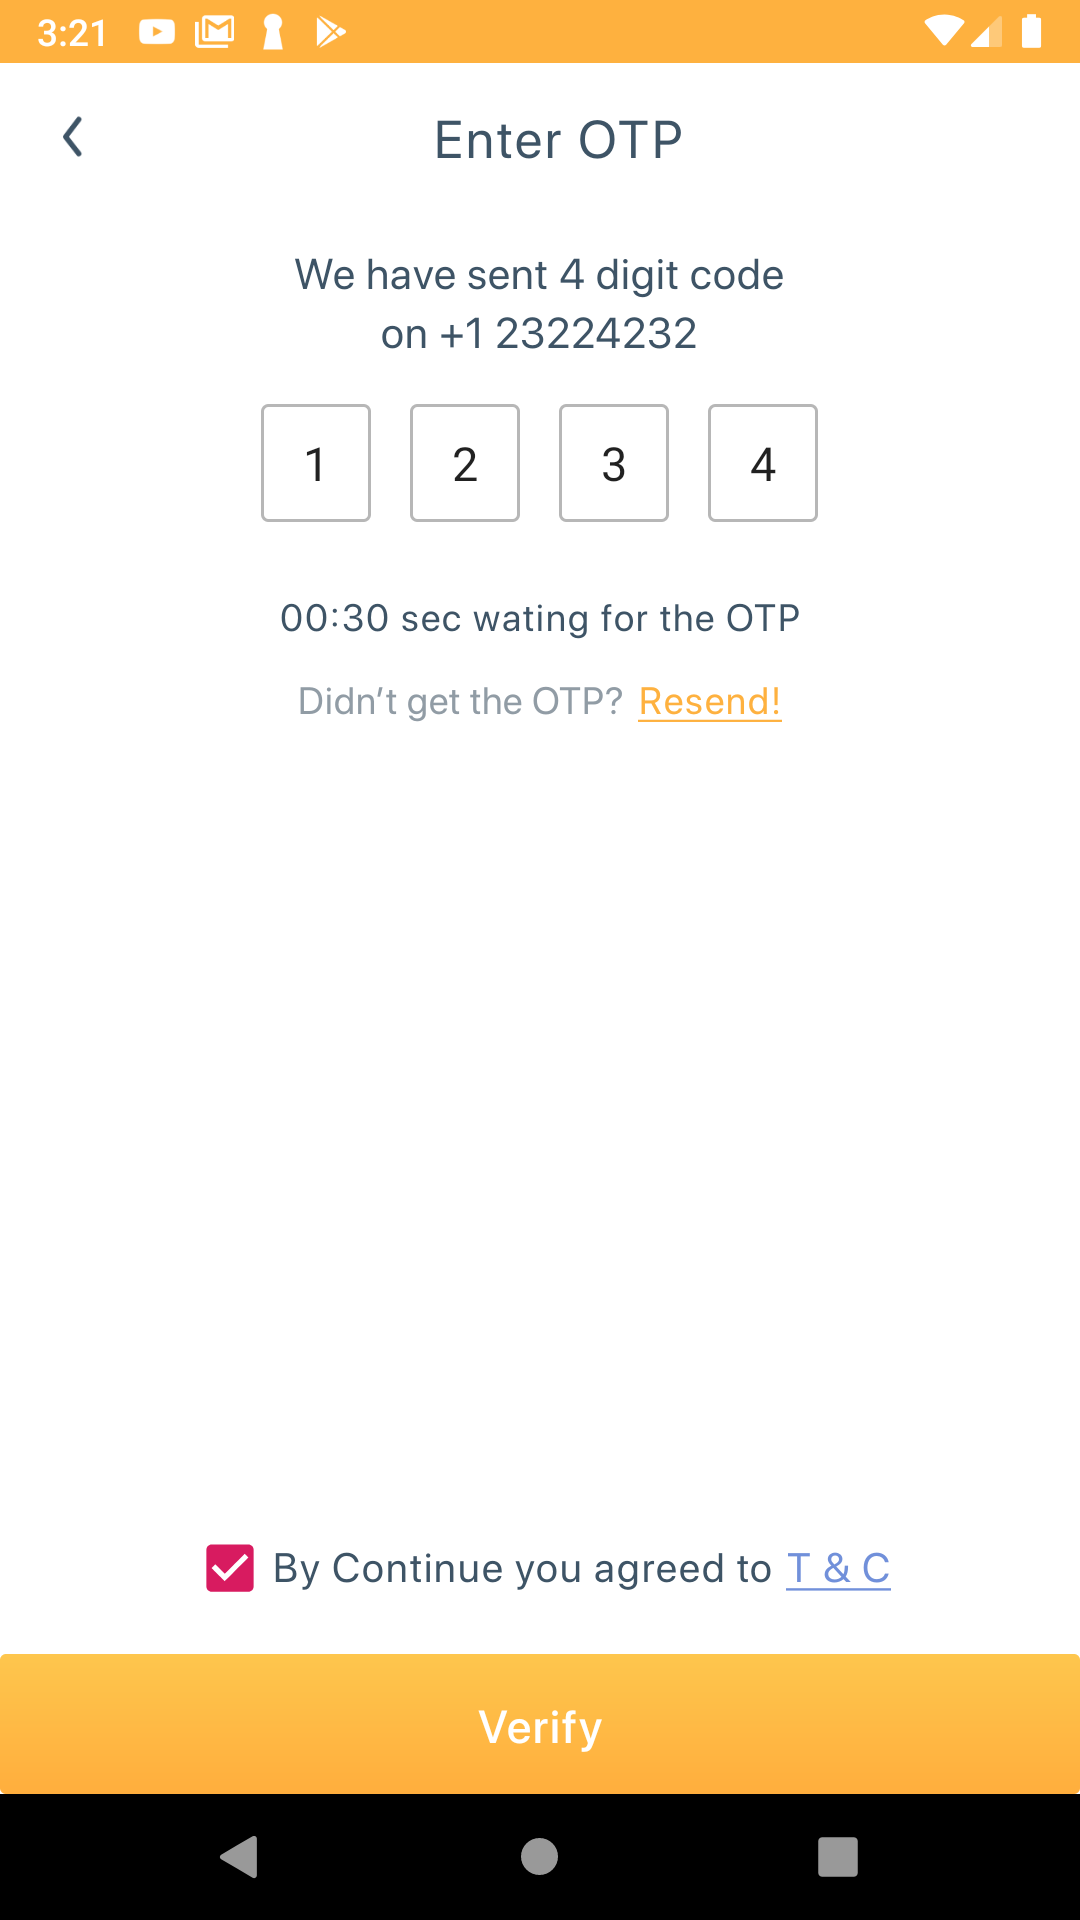 3:21
Enter OTP
We have sent 4 digit code
on +1 23224232
1 2 3 4
00:30 sec wating for the OTP
Didn't get the OTP? Resend!
By Continue you agreed to T & C
Verify